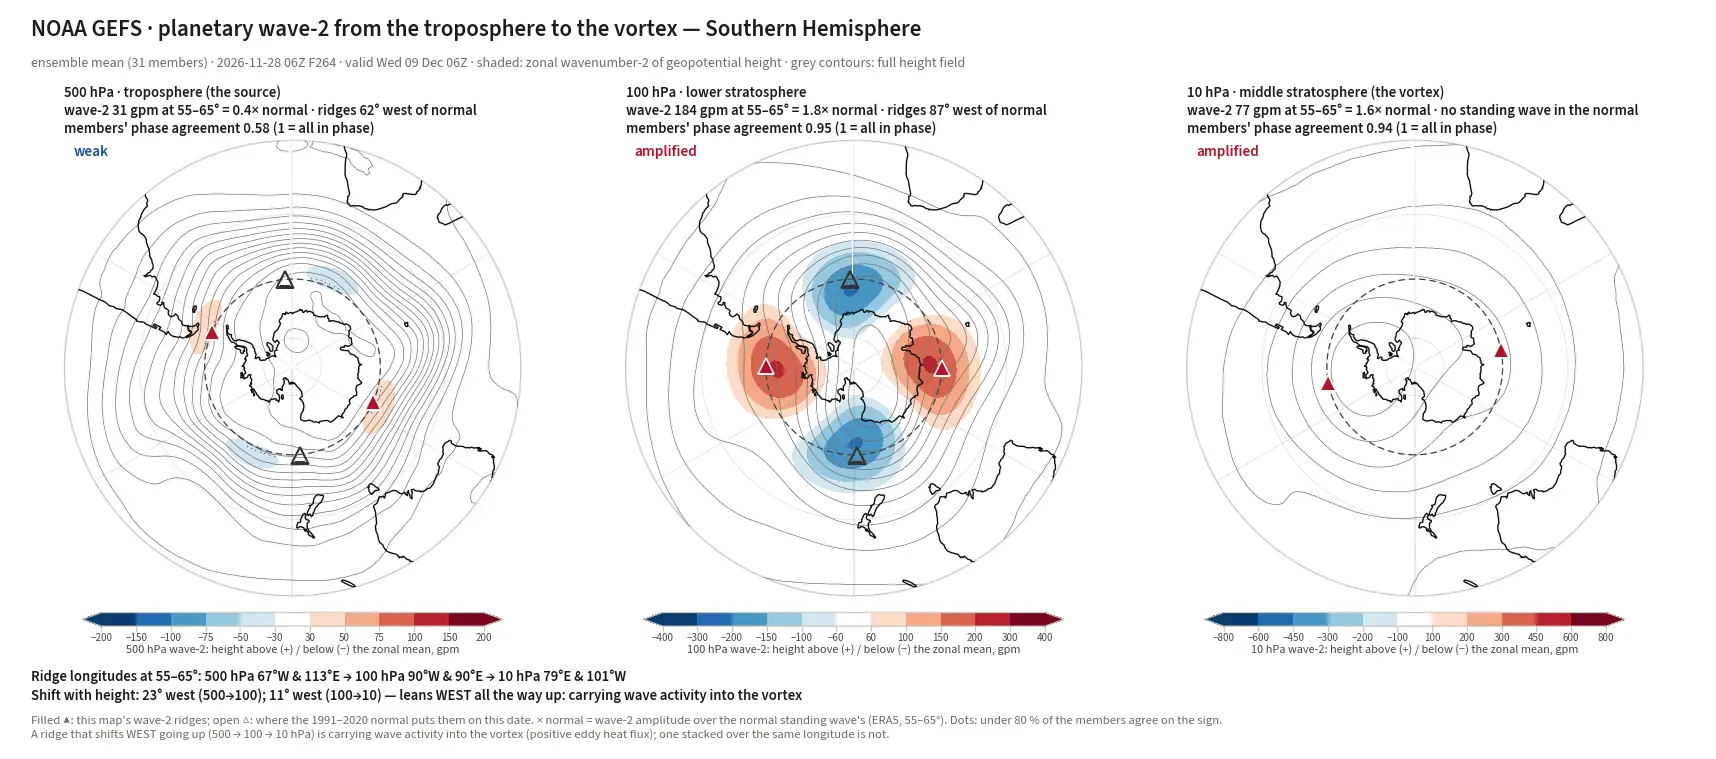 NOAA GEFS · planetary wave-2 from the troposphere to the vortex — Southern Hemisphere
ensemble mean (31 members) · 2026-11-28 06Z F264 · valid Wed 09 Dec 06Z · shaded: zonal wavenumber-2 of geopotential height · grey contours: full height field
500 hPa · troposphere (the source)
wave-2 31 gpm at 55–65° = 0.4× normal · ridges 62° west of normal
members' phase agreement 0.58 (1 = all in phase)
weak
100 hPa · lower stratosphere
wave-2 184 gpm at 55–65° = 1.8× normal · ridges 87° west of normal
members' phase agreement 0.95 (1 = all in phase)
amplified
10 hPa · middle stratosphere (the vortex)
wave-2 77 gpm at 55–65° = 1.6× normal · no standing wave in the normal
members' phase agreement 0.94 (1 = all in phase)
amplified
−200 −150 −100 −75 −50 −30 30 50 75 100 150 200
500 hPa wave-2: height above (+) / below (−) the zonal mean, gpm
−400 −300 −200 −150 −100 −60 60 100 150 200 300 400
100 hPa wave-2: height above (+) / below (−) the zonal mean, gpm
−800 −600 −450 −300 −200 −100 100 200 300 450 600 800
10 hPa wave-2: height above (+) / below (−) the zonal mean, gpm
Ridge longitudes at 55–65°: 500 hPa 67°W & 113°E → 100 hPa 90°W & 90°E → 10 hPa 79°E & 101°W
Shift with height: 23° west (500→100); 11° west (100→10) — leans WEST all the way up: carrying wave activity into the vortex
Filled ▲: this map's wave-2 ridges; open △: where the 1991–2020 normal puts them on this date. × normal = wave-2 amplitude over the normal standing wave's (ERA5, 55–65°). Dots: under 80 % of the members agree on the sign.
A ridge that shifts WEST going up (500 → 100 → 10 hPa) is carrying wave activity into the vortex (positive eddy heat flux); one stacked over the same longitude is not.